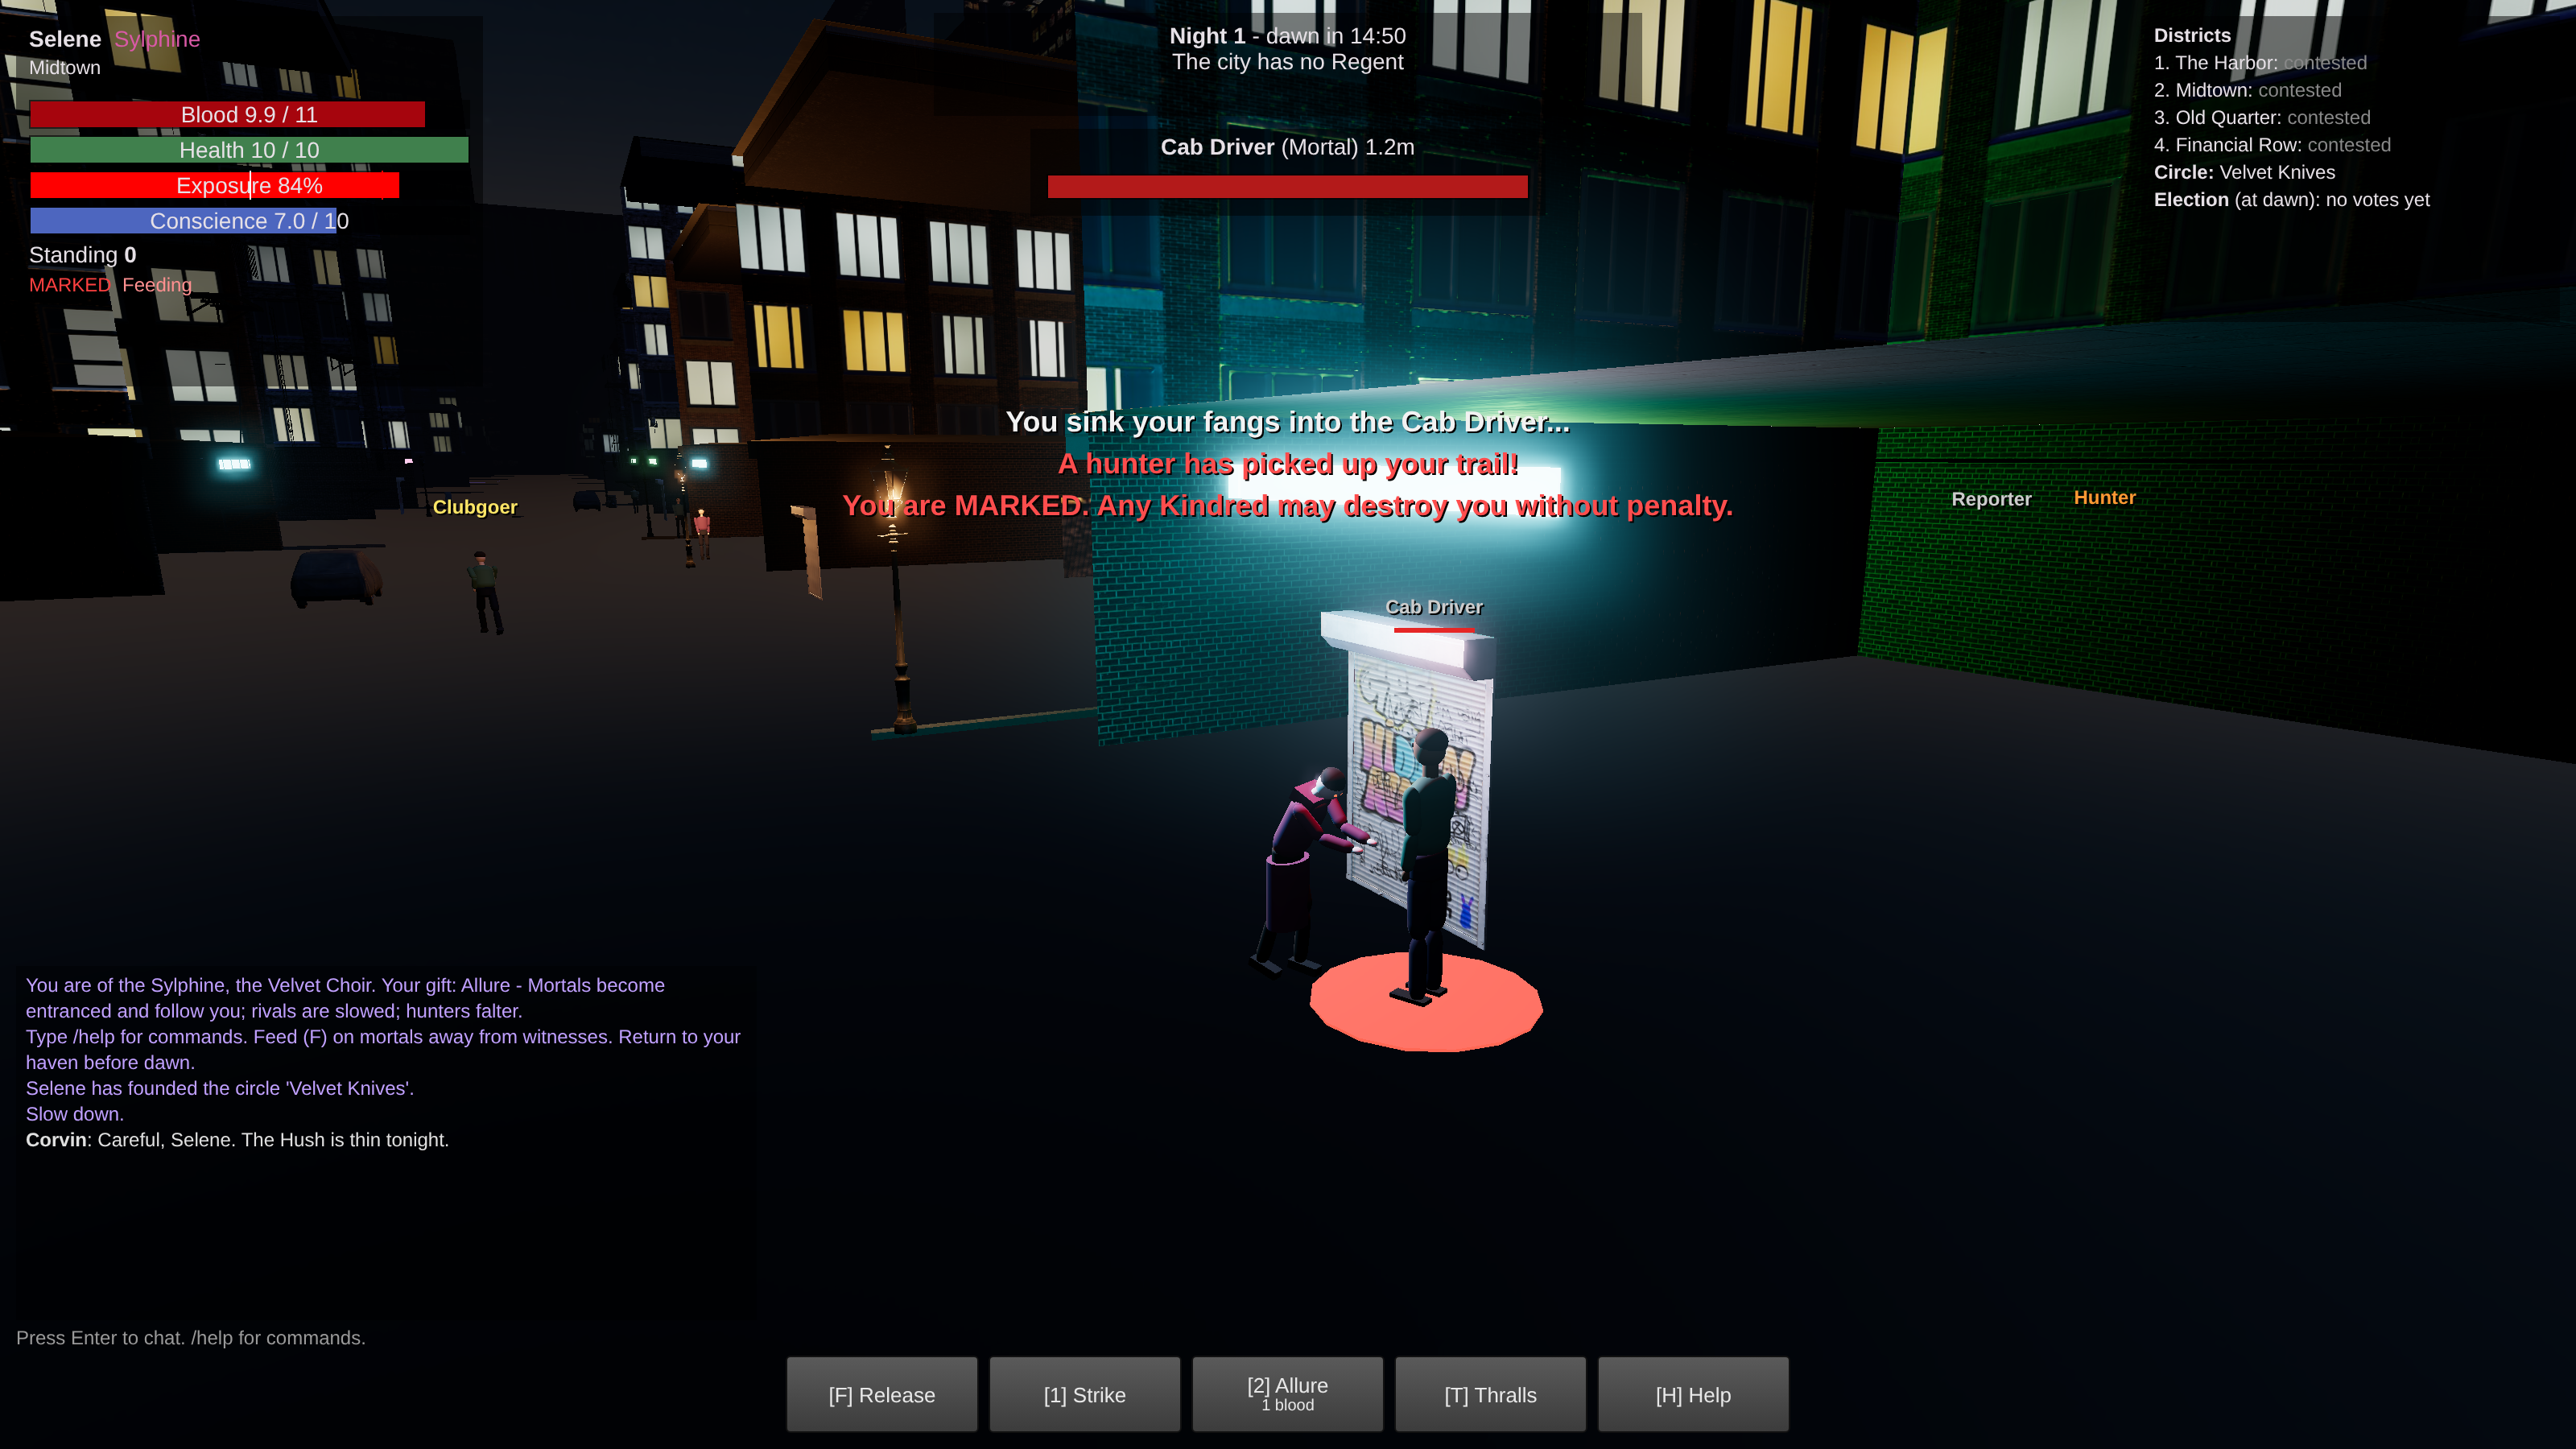 Selene Sylphine
Midtown
Blood 9.9 / 11
Health 10 / 10
Exposure 84%
Conscience 7.0 / 10
Standing 0
MARKED Feeding
Night 1 - dawn in 14:50
The city has no Regent
Cab Driver (Mortal) 1.2m
Districts
1. The Harbor: contested
2. Midtown: contested
3. Old Quarter: contested
4. Financial Row: contested
Circle: Velvet Knives
Election (at dawn): no votes yet
You sink your fangs into the Cab Driver...
A hunter has picked up your trail!
You are MARKED. Any Kindred may destroy you without penalty.
Clubgoer
Reporter
Hunter
Cab Driver
You are of the Sylphine, the Velvet Choir. Your gift: Allure - Mortals become
entranced and follow you; rivals are slowed; hunters falter.
Type /help for commands. Feed (F) on mortals away from witnesses. Return to your
haven before dawn.
Selene has founded the circle 'Velvet Knives'.
Slow down.
Corvin: Careful, Selene. The Hush is thin tonight.
Press Enter to chat. /help for commands.
[F] Release
[1] Strike
[2] Allure
1 blood
[T] Thralls
[H] Help